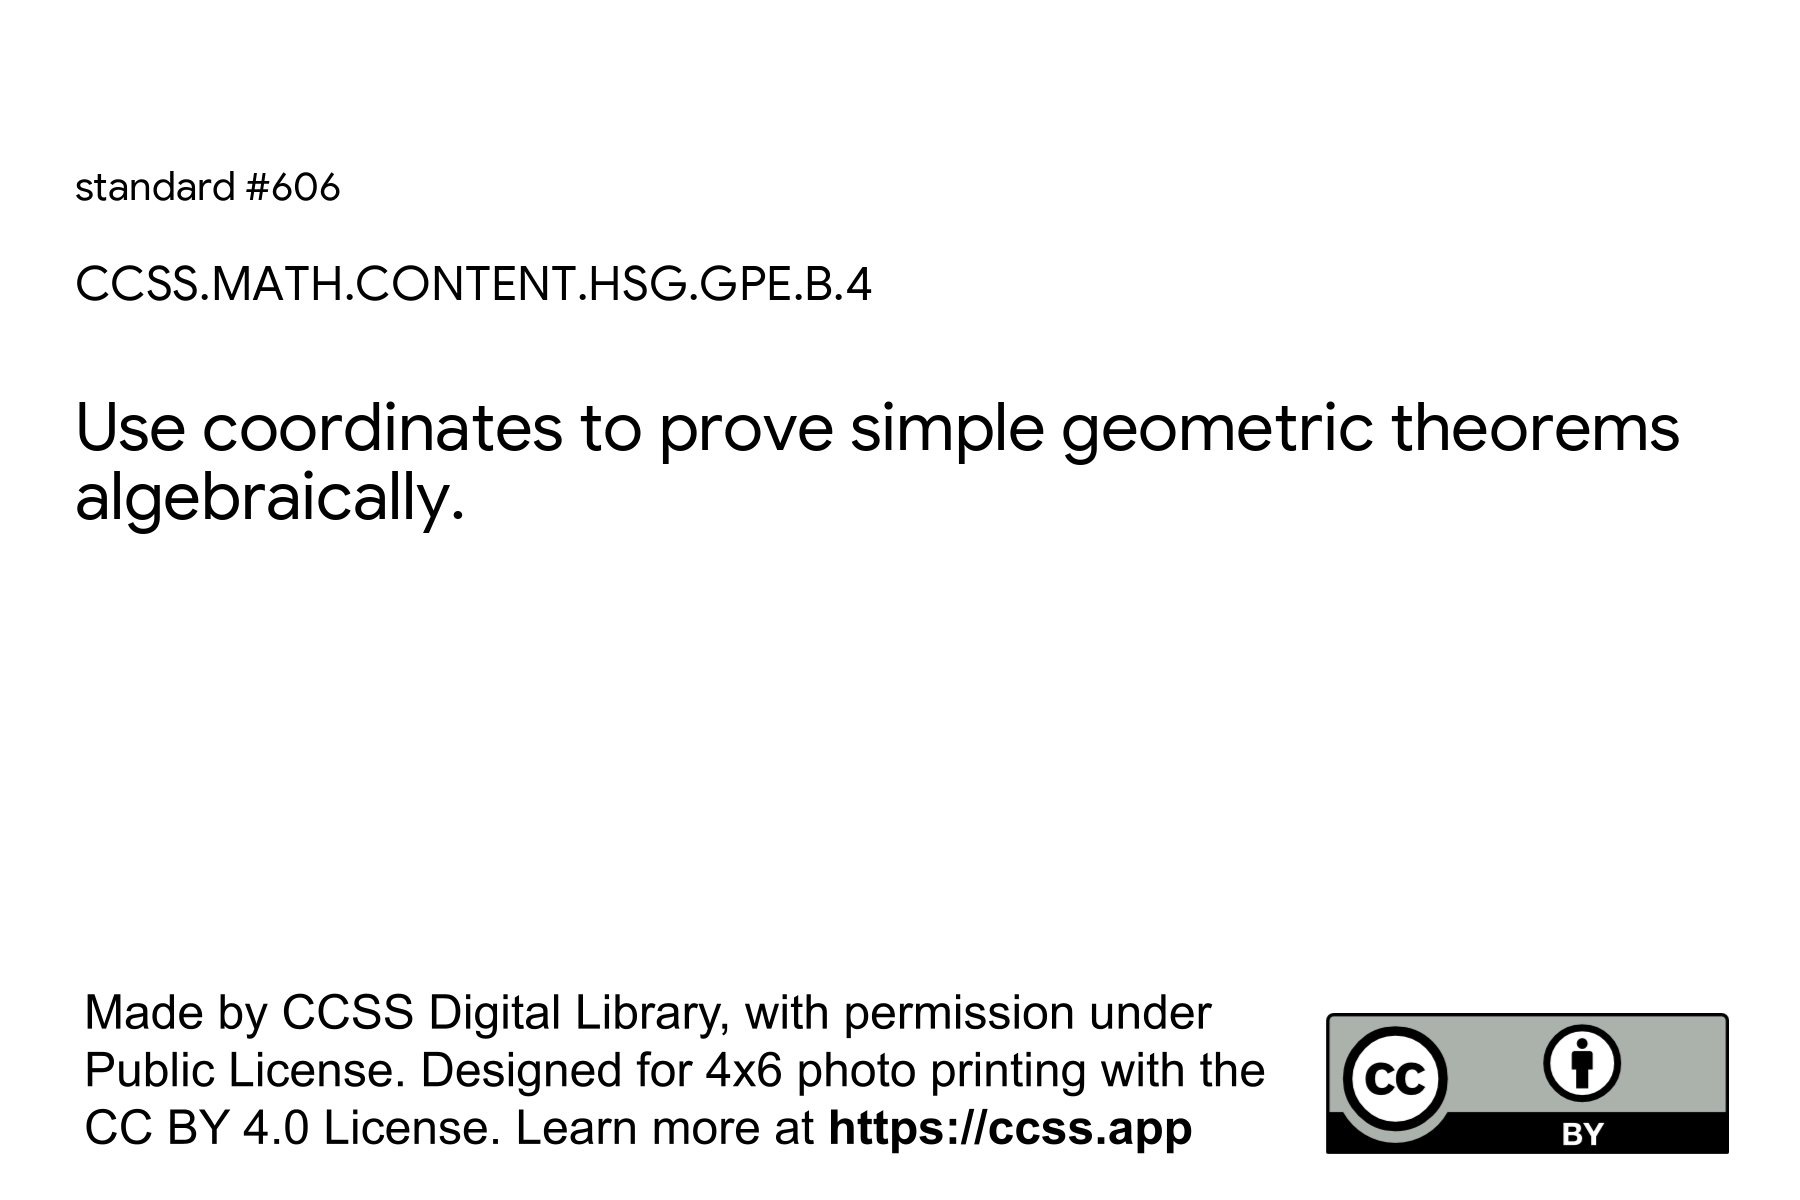 standard #606
CCSS.MATH.CONTENT.HSG.GPE.B.4
Use coordinates to prove simple geometric theorems
algebraically.
Made by CCSS Digital Library, with permission under
Public License. Designed for 4x6 photo printing with the
CC BY 4.0 License. Learn more at https://ccss.app
CC
BY